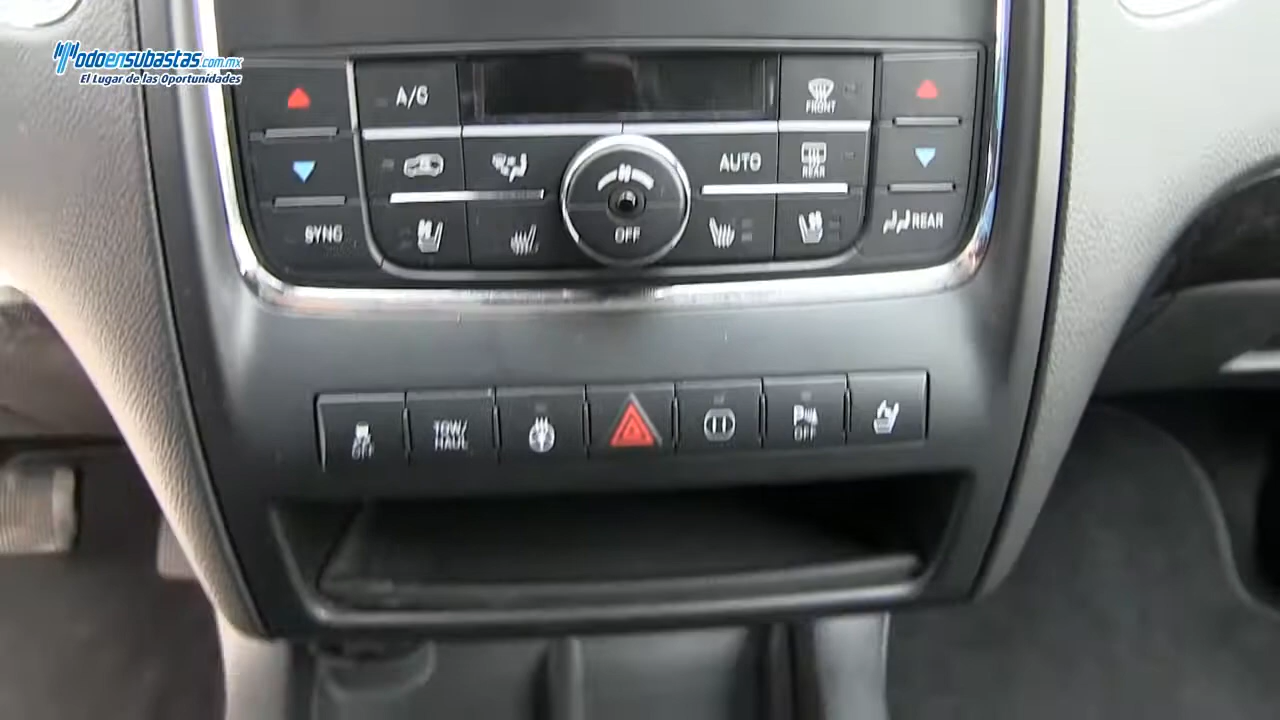 Todoensubastas.com.mx
El Lugar de las Oportunidades
A/C
FRONT
AUTO
REAR
SYNC
OFF
REAR
OFF
TOW/
HAUL
P
OFF